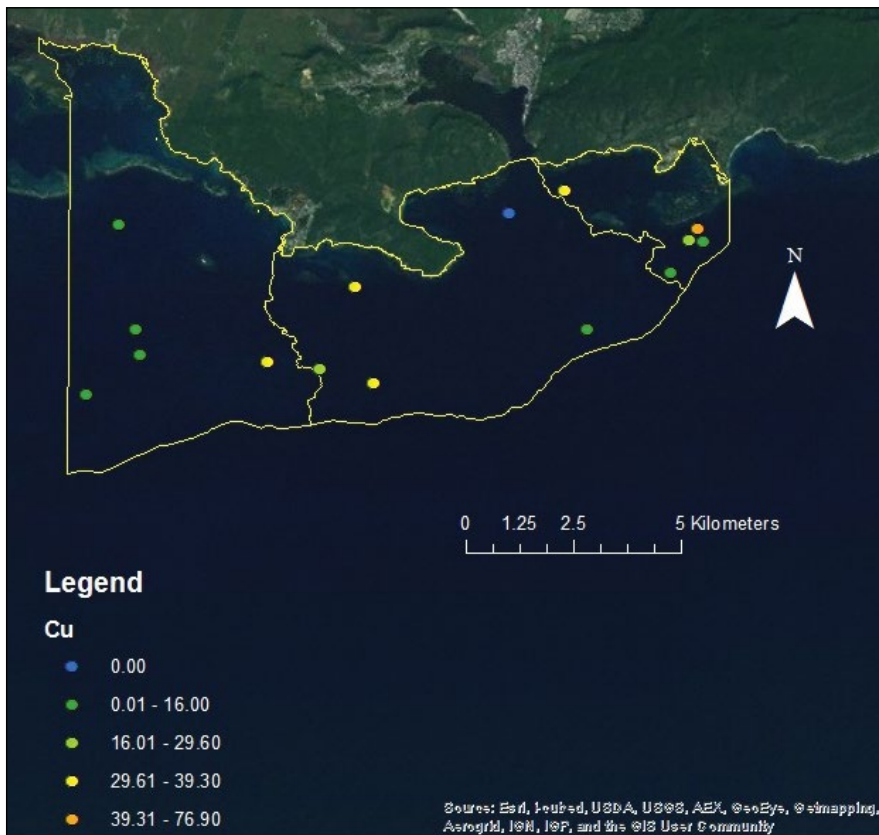 N
0 1.25 2.5 5 Kilometers
Legend
Cu
0.00
0.01 - 16.00
16.01 - 29.60
29.61 - 39.30
39.31 - 76.90
Source: Esri, i-cubed, USDA, USGS, AEX, GeoEye, Getmapping,
Aerogrid, IGN, IGP, and the GIS User Community